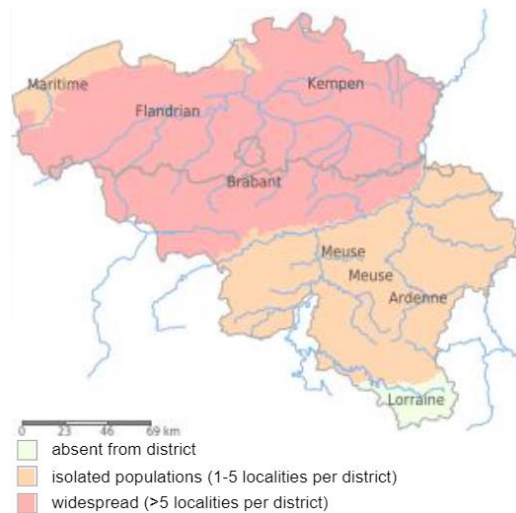 Maritime
Kempen
Flandrian
Brabant
Meuse
Meuse
Ardenne
Lorraine
0 23 46 69 km
absent from district
isolated populations (1-5 localities per district)
widespread (>5 localities per district)